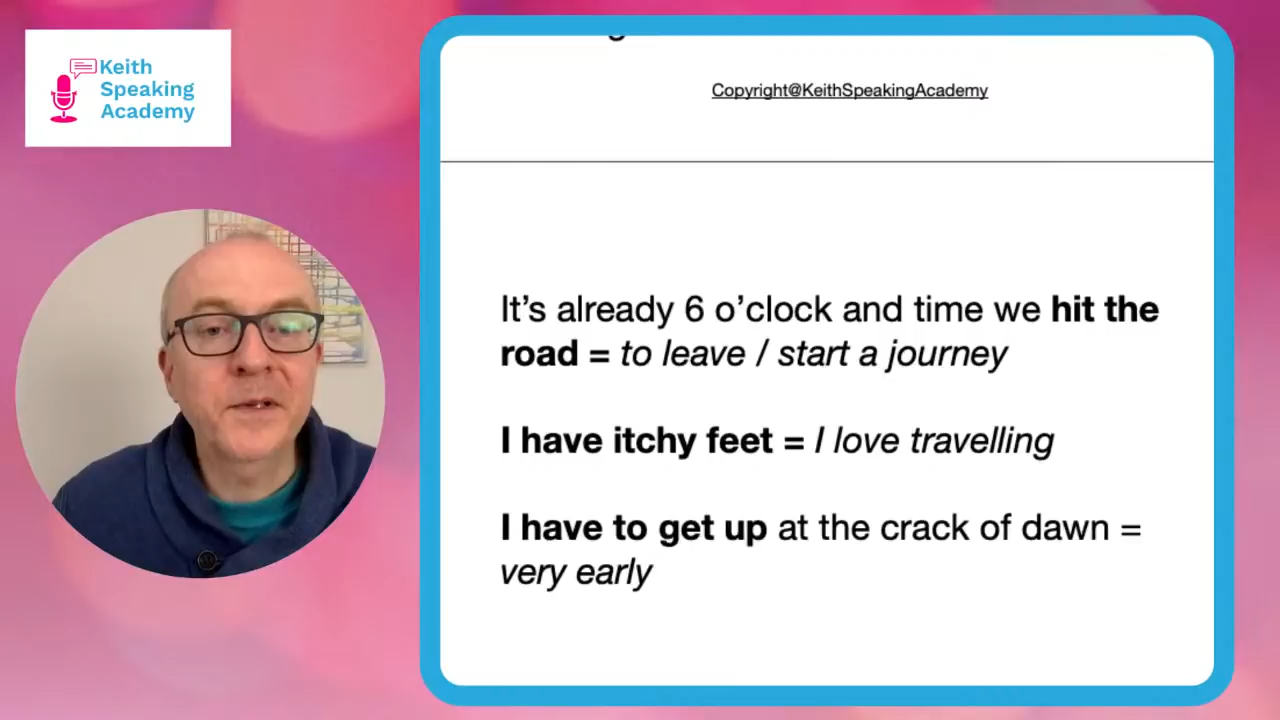 Keith
Speaking
Academy
Copyright@KeithSpeakingAcademy
It’s already 6 o’clock and time we hit the
road = to leave / start a journey
I have itchy feet = I love travelling
I have to get up at the crack of dawn =
very early